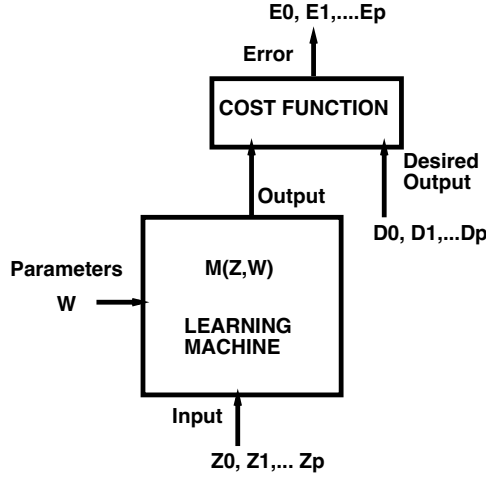 E0, E1,....Ep
Error
COST FUNCTION
Desired
Output
Output
D0, D1,...Dp
Parameters
W
M(Z,W)
LEARNING
MACHINE
Input
Z0, Z1,... Zp